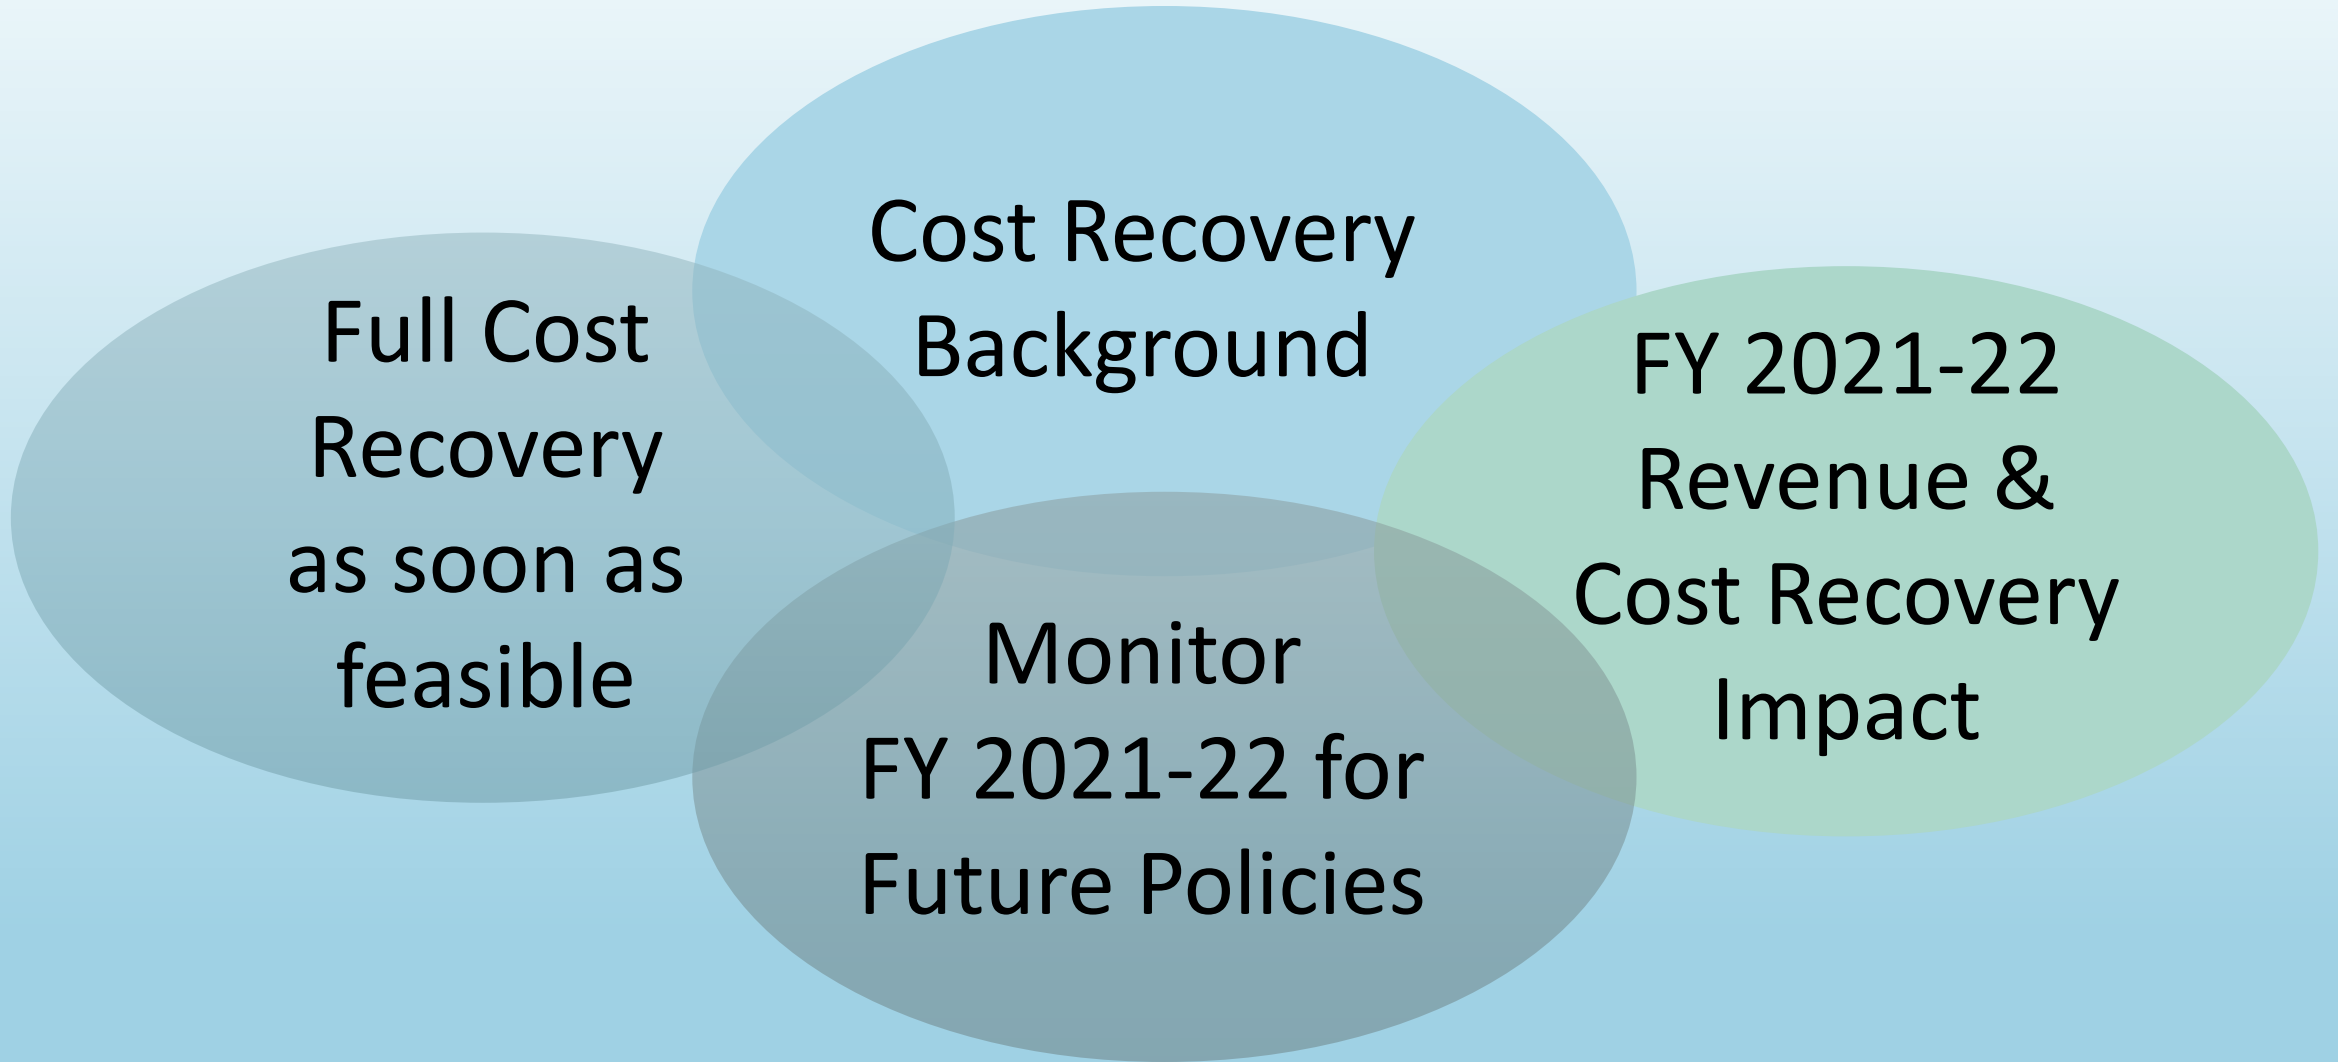 Cost Recovery
Background
Full Cost
Recovery
as soon as
feasible
FY 2021-22
Revenue &
Cost Recovery
Impact
Monitor
FY 2021-22 for
Future Policies